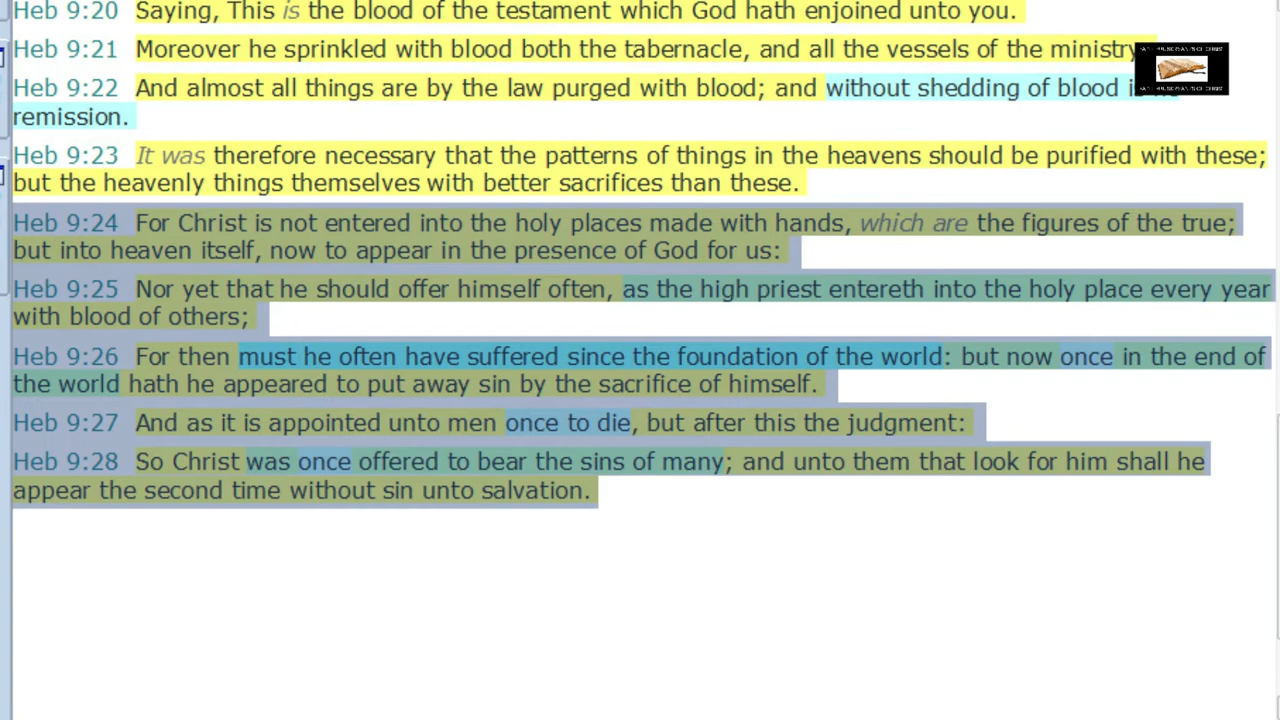 Heb 9:20 Saying, This is the blood of the testament which God hath enjoined unto you.
Heb 9:21 Moreover he sprinkled with blood both the tabernacle, and all the vessels of the ministry.
Heb 9:22 And almost all things are by the law purged with blood; and without shedding of blood is no
remission.
Heb 9:23 It was therefore necessary that the patterns of things in the heavens should be purified with these;
but the heavenly things themselves with better sacrifices than these.
Heb 9:24 For Christ is not entered into the holy places made with hands, which are the figures of the true;
but into heaven itself, now to appear in the presence of God for us:
Heb 9:25 Nor yet that he should offer himself often, as the high priest entereth into the holy place every year
with blood of others;
Heb 9:26 For then must he often have suffered since the foundation of the world: but now once in the end of
the world hath he appeared to put away sin by the sacrifice of himself.
Heb 9:27 And as it is appointed unto men once to die, but after this the judgment:
Heb 9:28 So Christ was once offered to bear the sins of many; and unto them that look for him shall he
appear the second time without sin unto salvation.